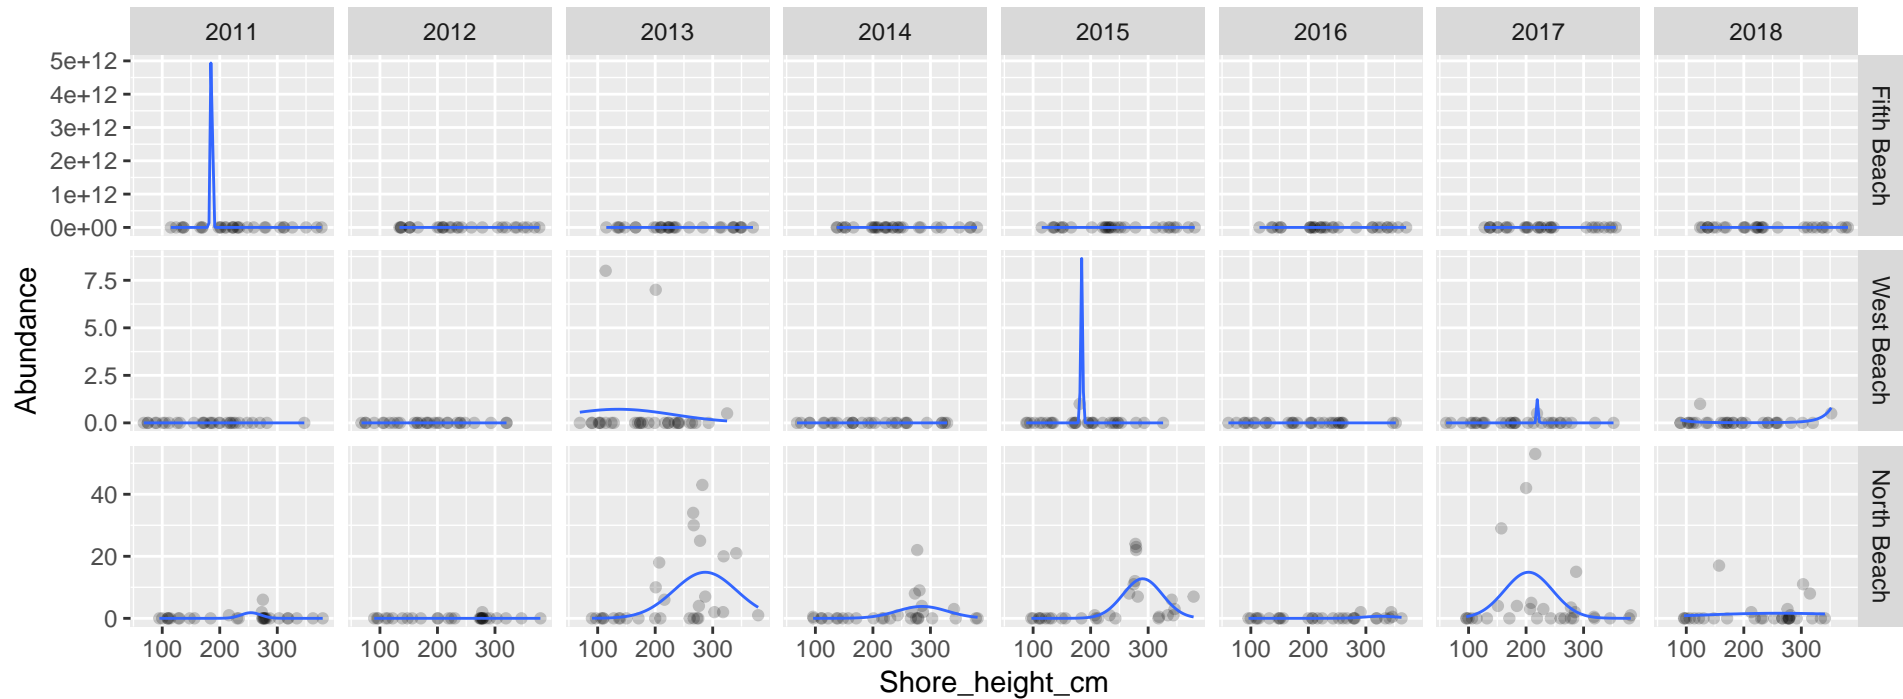 2011 2012 2013 2014 2015 2016 2017 2018
5e+12
4e+12
3e+12
2e+12
1e+12
0e+00
Fifth Beach
7.5
5.0
2.5
0.0
West Beach
40
20
0
North Beach
Abundance
100 200 300 100 200 300 100 200 300 100 200 300 100 200 300 100 200 300 100 200 300 100 200 300
Shore_height_cm